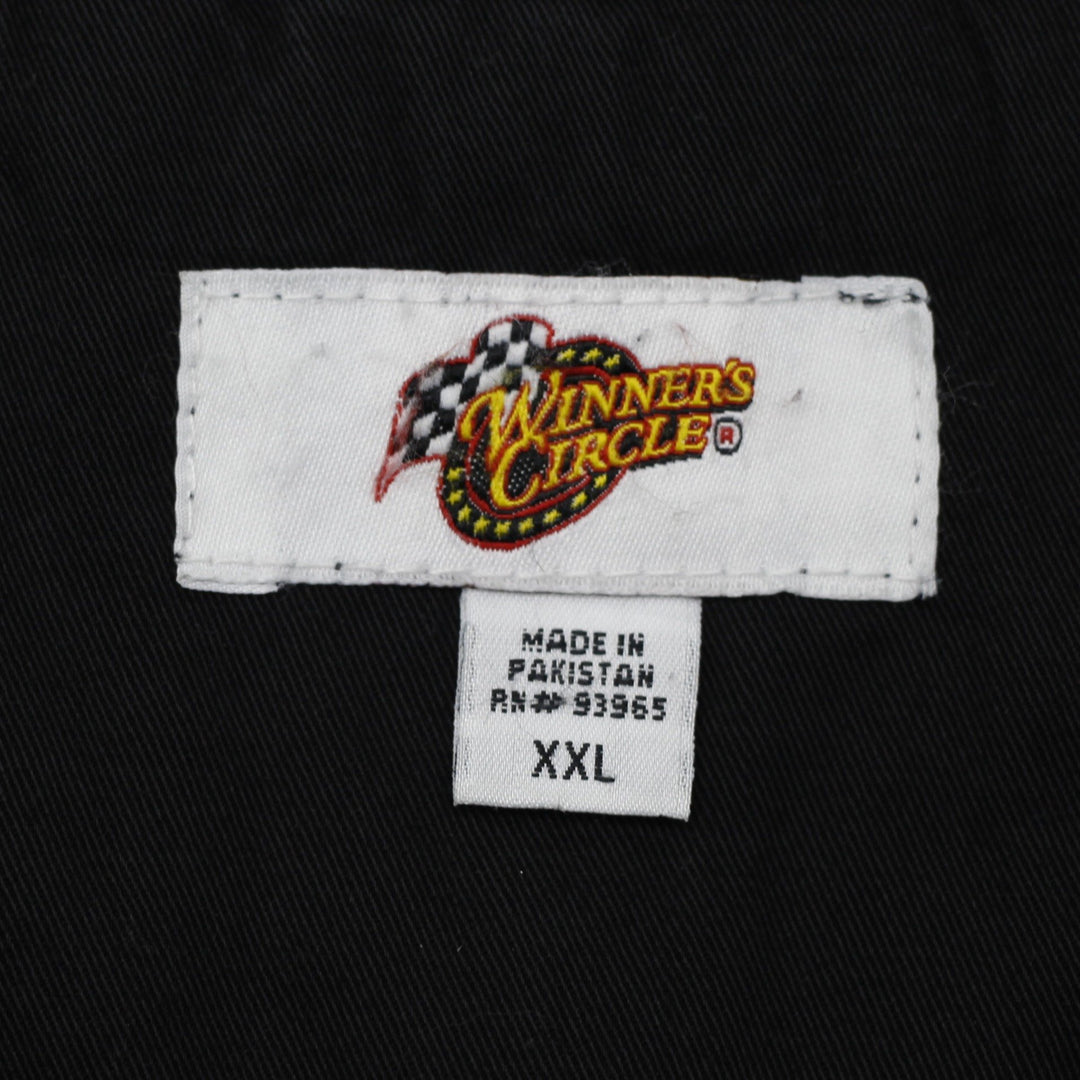 WINNER'S
CIRCLE®
MADE IN
PAKISTAN
RN# 93965
XXL